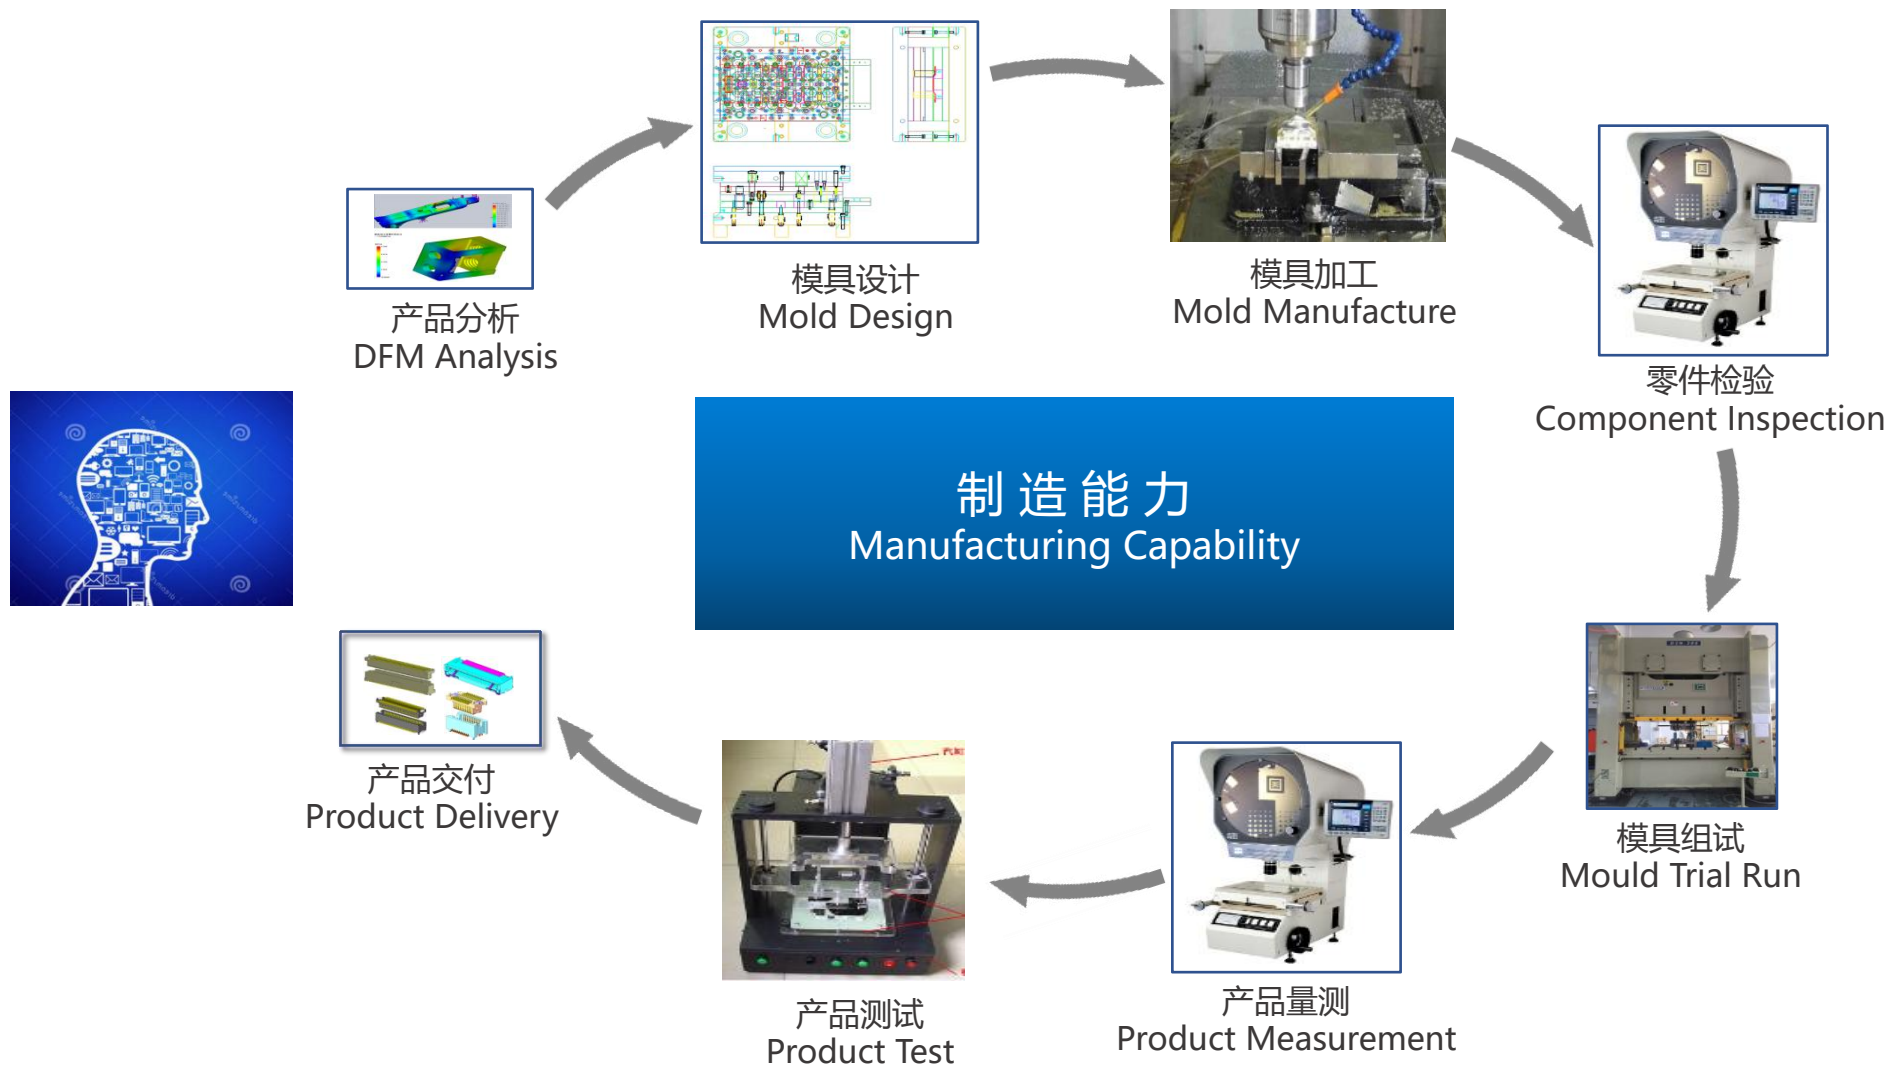 产品分析
DFM Analysis
模具设计
Mold Design
模具加工
Mold Manufacture
零件检验
Component Inspection
制造能力
Manufacturing Capability
模具组试
Mould Trial Run
产品量测
Product Measurement
产品测试
Product Test
产品交付
Product Delivery